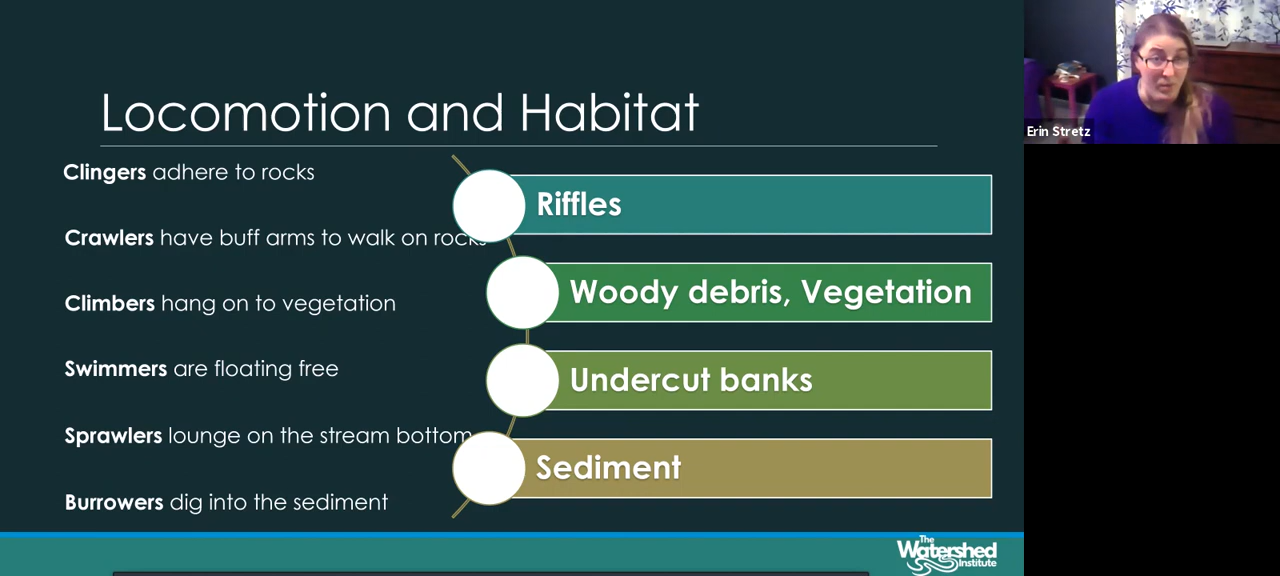 Locomotion and Habitat
Clingers adhere to rocks
Crawlers have buff arms to walk on rocks
Climbers hang on to vegetation
Swimmers are floating free
Sprawlers lounge on the stream bottom
Burrowers dig into the sediment
Riffles
Woody debris, Vegetation
Undercut banks
Sediment
The
Watershed
Institute
Erin Stretz